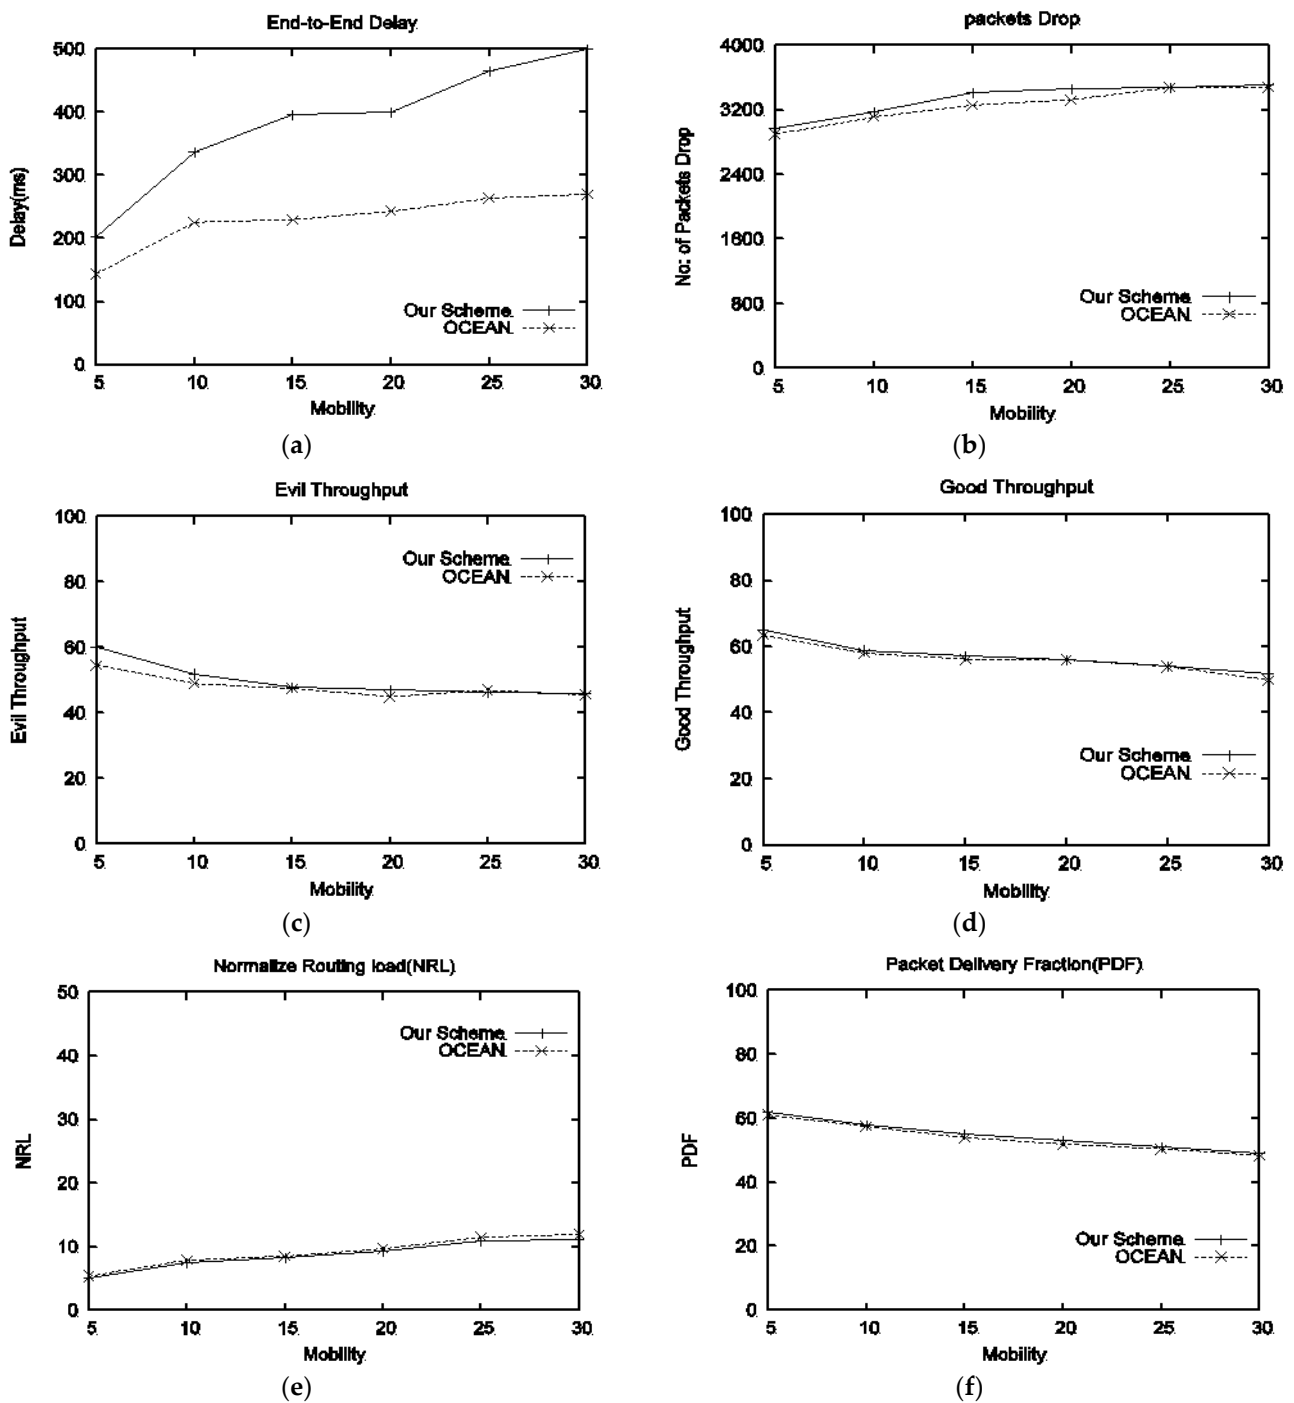 End-to-End Delay
500
400
300
200
100
0
Delay(ms)
Our Scheme
OCEAN
5 10 15 20 25 30
Mobility
(a)
packets Drop
4000
3200
2400
1600
800
0
No: of Packets Drop
Our Scheme
OCEAN
5 10 15 20 25 30
Mobility
(b)
Evil Throughput
100
80
60
40
20
0
Evil Throughput
Our Scheme
OCEAN
5 10 15 20 25 30
Mobility
(c)
Good Throughput
100
80
60
40
20
0
Good Throughput
Our Scheme
OCEAN
5 10 15 20 25 30
Mobility
(d)
Normalize Routing load(NRL)
50
40
30
20
10
0
NRL
Our Scheme
OCEAN
5 10 15 20 25 30
Mobility
(e)
Packet Delivery Fraction(PDF)
100
80
60
40
20
0
PDF
Our Scheme
OCEAN
5 10 15 20 25 30
Mobility
(f)